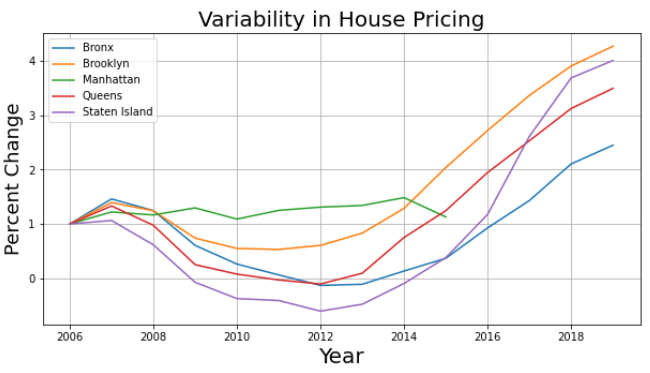 Variability in House Pricing
Bronx
Brooklyn
Manhattan
Queens
Staten Island
Percent Change
4
3
2
1
0
2006 2008 2010 2012 2014 2016 2018
Year